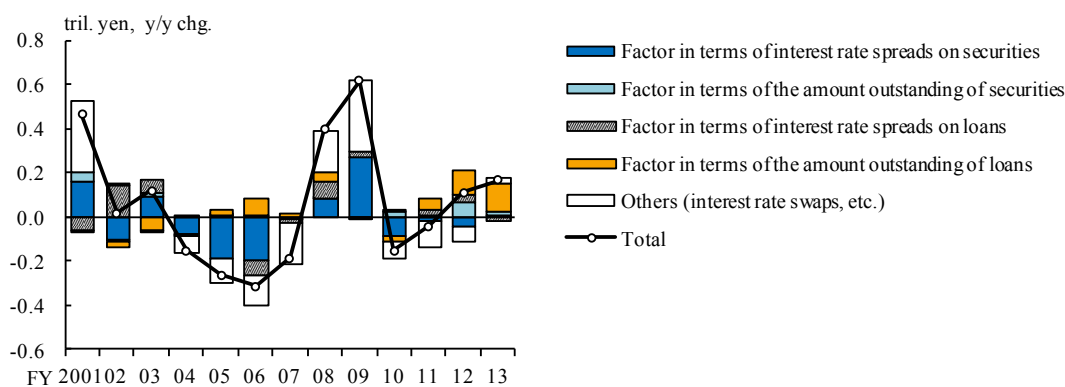 tril. yen, y/y chg.
0.8
0.6
0.4
0.2
0.0
-0.2
-0.4
-0.6
FY 2001 02 03 04 05 06 07 08 09 10 11 12 13
Factor in terms of interest rate spreads on securities
Factor in terms of the amount outstanding of securities
Factor in terms of interest rate spreads on loans
Factor in terms of the amount outstanding of loans
Others (interest rate swaps, etc.)
Total